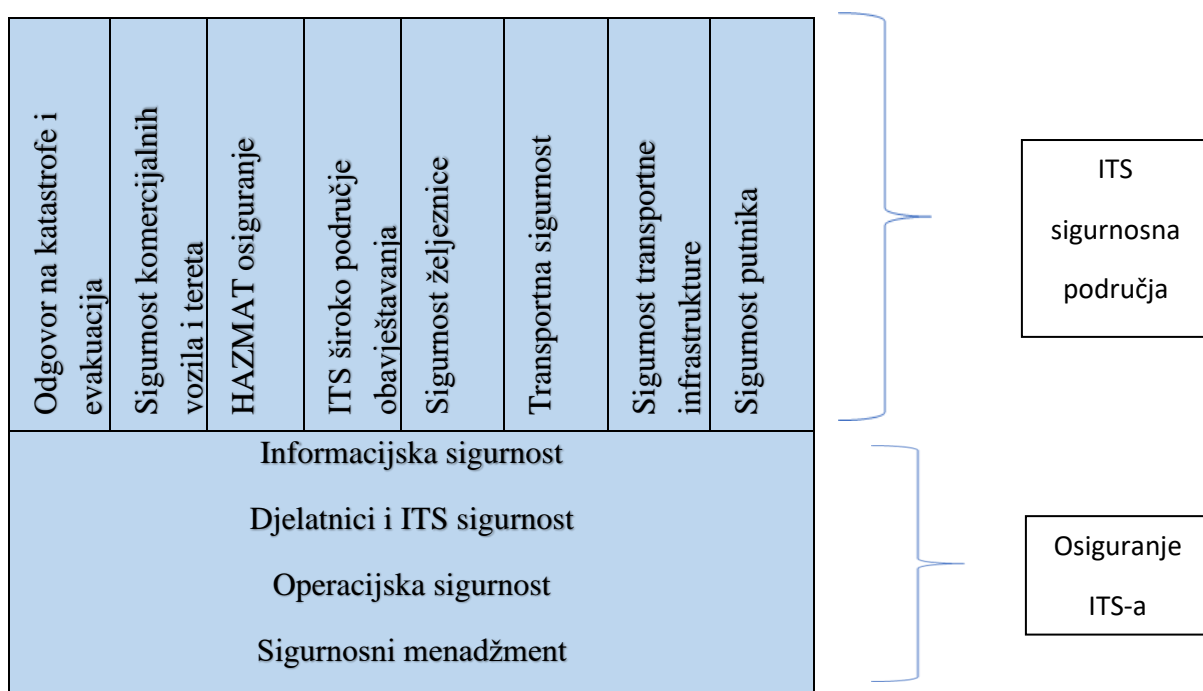 Odgovor na katastrofe i
evakuacija
Sigurnost komercijalnih
vozila i tereta
HAZMAT osiguranje
ITS široko područje
obavještavanja
Sigurnost željeznice
Transportna sigurnost
Sigurnost transportne
infrastrukture
Sigurnost putnika
ITS
sigurnosna
područja
Informacijska sigurnost
Djelatnici i ITS sigurnost
Operacijska sigurnost
Sigurnosni menadžment
Osiguranje
ITS-a